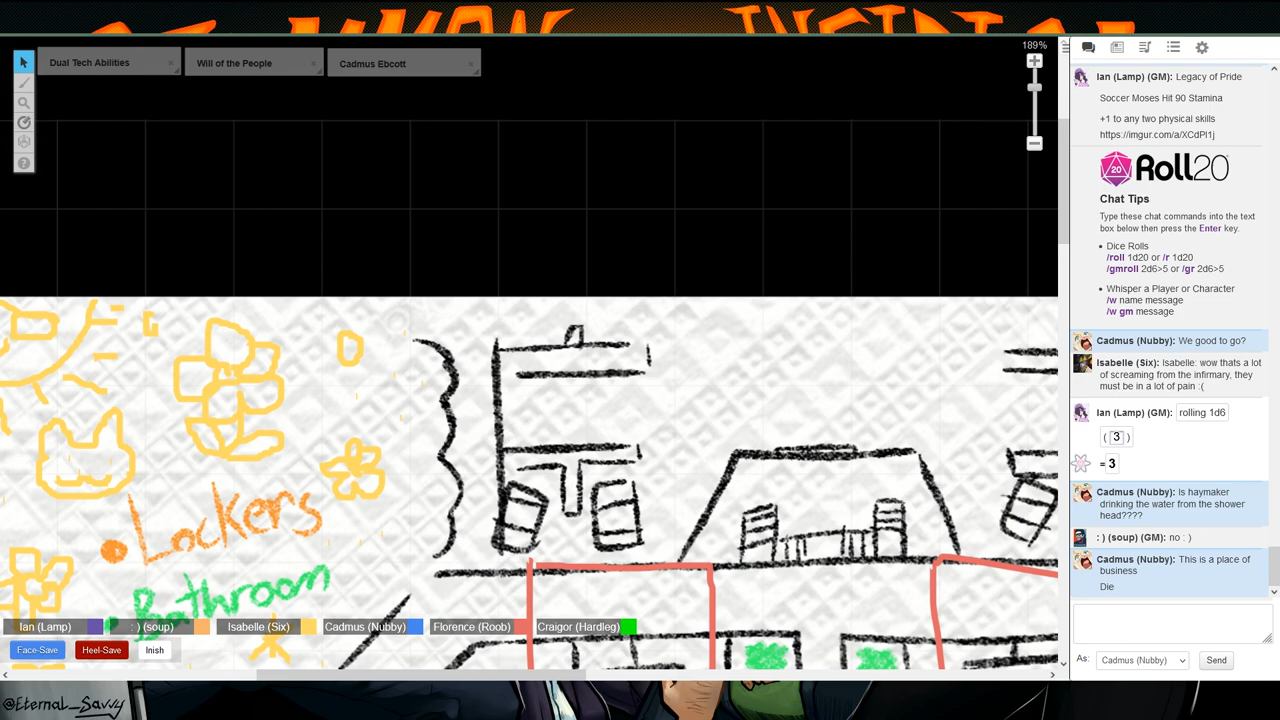 Dual Tech Abilities
Will of the People
Cadmus Ebcott
189%
Ian (Lamp) (GM): Legacy of Pride
Soccer Moses Hit 90 Stamina
+1 to any two physical skills
https://imgur.com/a/XCdPl1j
20 Roll20
Chat Tips
Type these chat commands into the text
box below then press the Enter key.
Dice Rolls
/roll 1d20 or /r 1d20
/gmroll 2d6>5 or /gr 2d6>5
Whisper a Player or Character
/w name message
/w gm message
Cadmus (Nubby): We good to go?
Isabelle (Six): Isabelle: wow thats a lot
of screaming from the infirmary, they
must be in a lot of pain :(
Ian (Lamp) (GM): rolling 1d6
(3)
= 3
Cadmus (Nubby): Is haymaker
drinking the water from the shower
head????
: ) (soup) (GM): no : )
Cadmus (Nubby): This is a place of
business
Die
As: Cadmus (Nubby) Send
Lockers
Bathroom
Ian (Lamp)
: ) (soup)
Isabelle (Six)
Cadmus (Nubby)
Florence (Roob)
Craigor (Hardleg)
Face-Save
Heel-Save
Inish
@Eternal_Savvy